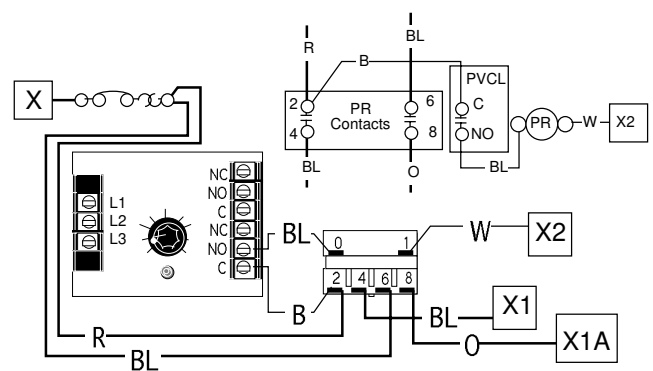 BL
R
B
PVCL
X
2
PR
Contacts
6
C
4
8
NO
PR
W
X2
BL
O
BL
NC
NO
L1
C
L2
NC
L3
NO
C
BL
0
1
W
X2
2
4
6
8
B
BL
X1
R
BL
O
X1A